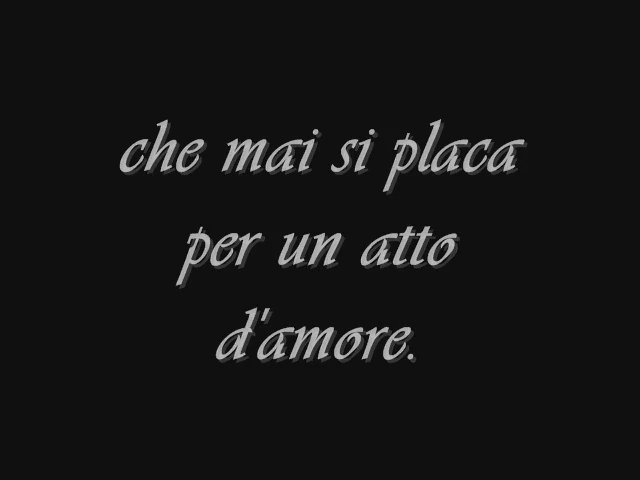 che mai si placa
per un atto
d'amore.